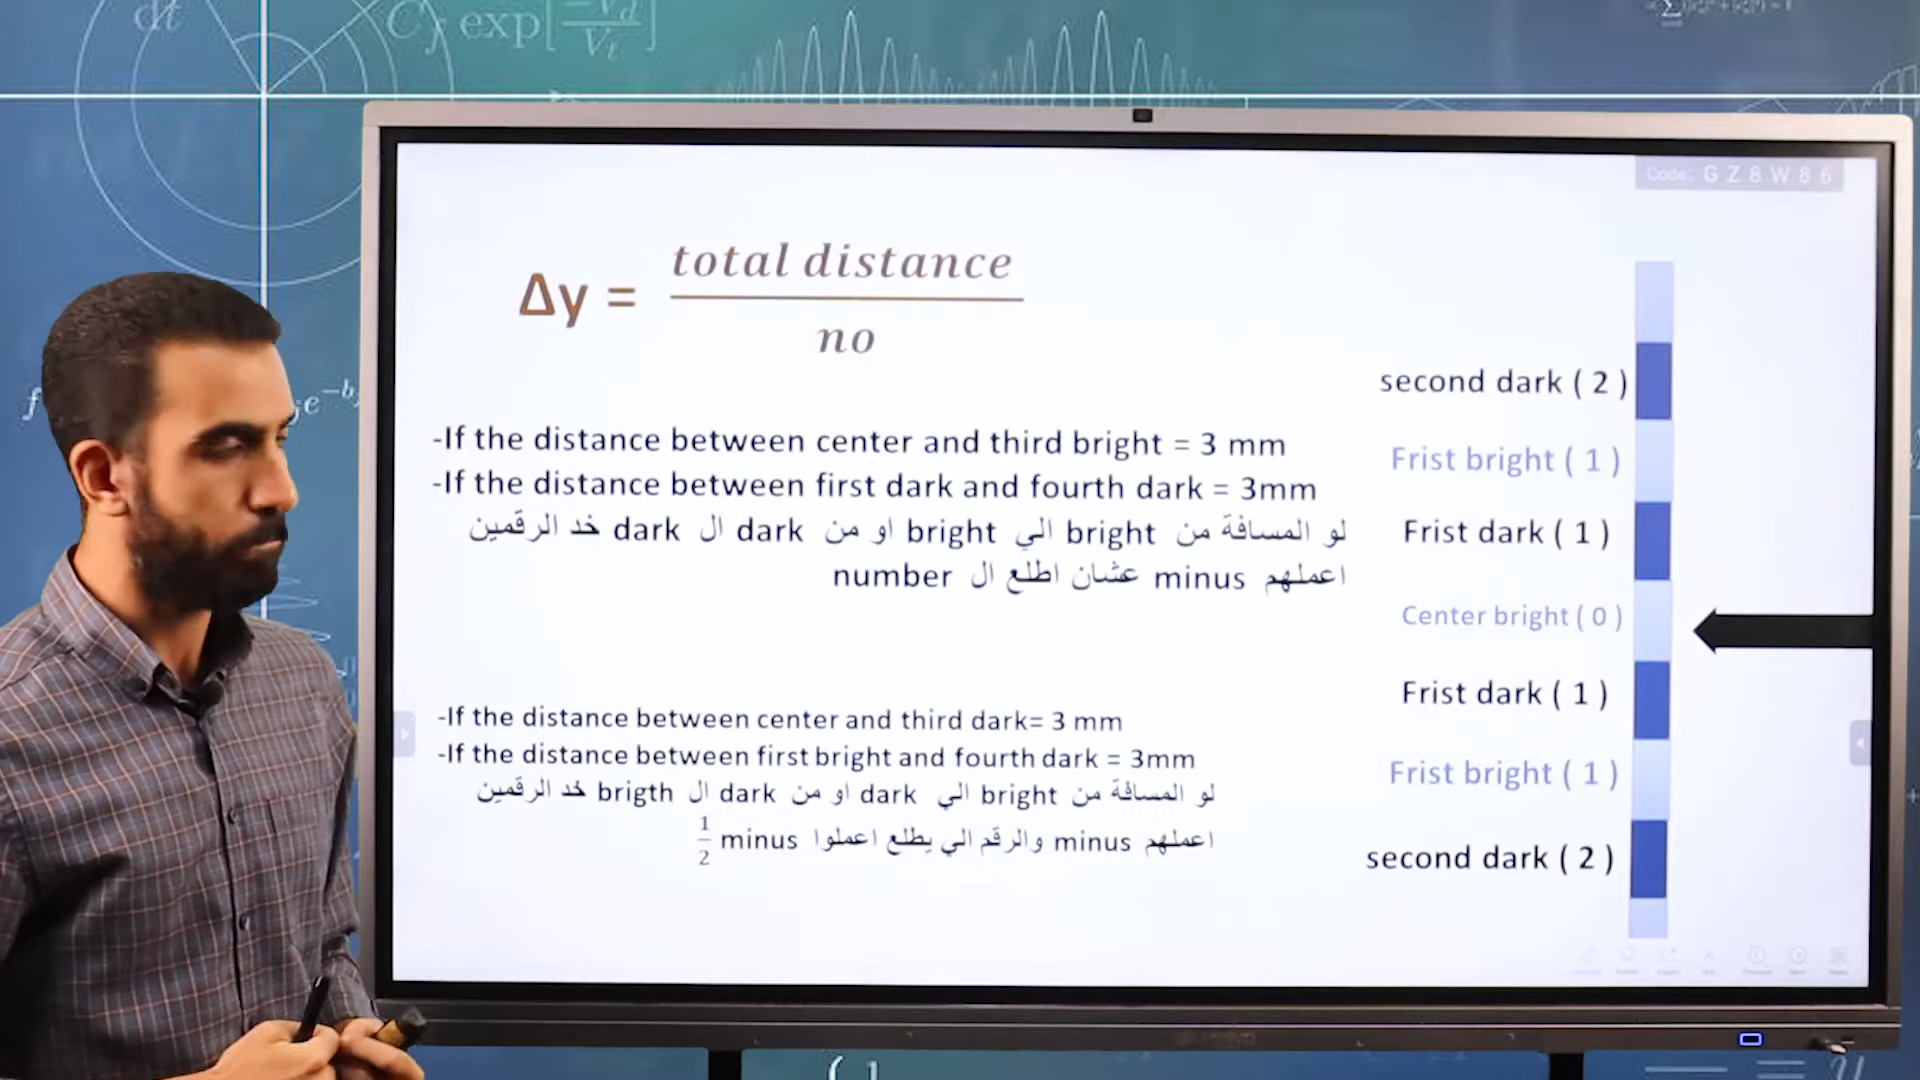 dt
C_j exp[−V_d / V_t]
Code: G Z 8 W 8 6
Δy = total distance / no
second dark ( 2 )
-If the distance between center and third bright = 3 mm
Frist bright ( 1 )
-If the distance between first dark and fourth dark = 3mm
لو المسافة من bright الي bright او من dark ال dark خد الرقمين
Frist dark ( 1 )
اعملهم minus عشان اطلع ال number
Center bright ( 0 )
Frist dark ( 1 )
-If the distance between center and third dark= 3 mm
-If the distance between first bright and fourth dark = 3mm
Frist bright ( 1 )
لو المسافة من bright الي dark او من dark ال brigth خد الرقمين
اعملهم minus والرقم الي يطلع اعملوا minus 1/2
second dark ( 2 )